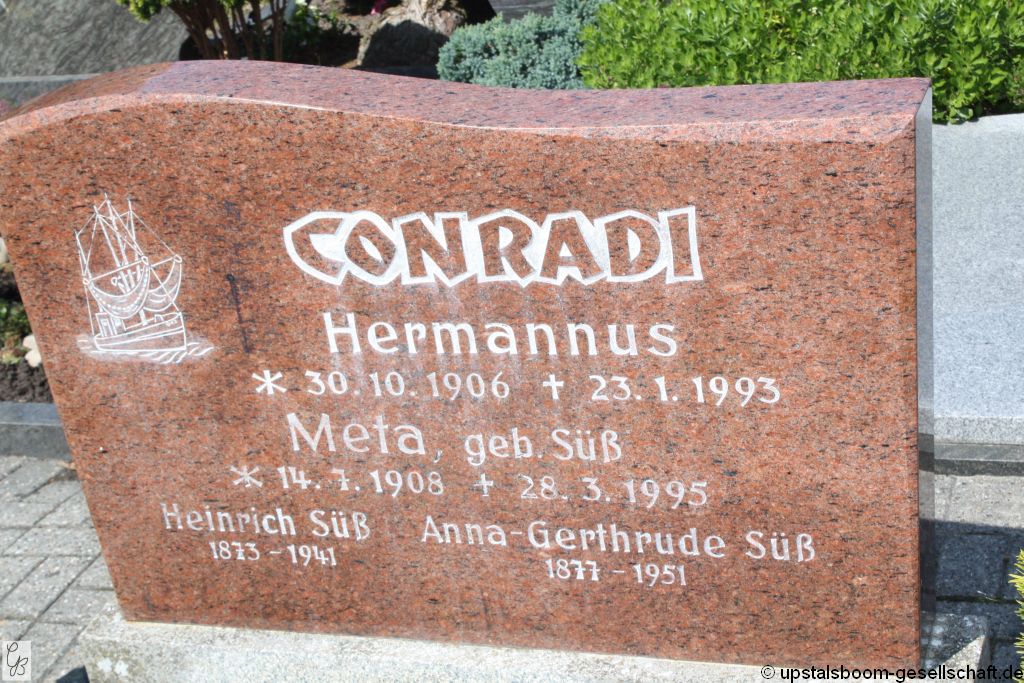 CONRADI
Hermannus
* 30.10.1906 † 23.1.1993
Meta, geb. Süß
* 14.7.1908 † 28.3.1995
Heinrich Süß Anna-Gerthrude Süß
1873 - 1941 1877 - 1951
GB
© upstalsboom-gesellschaft.de